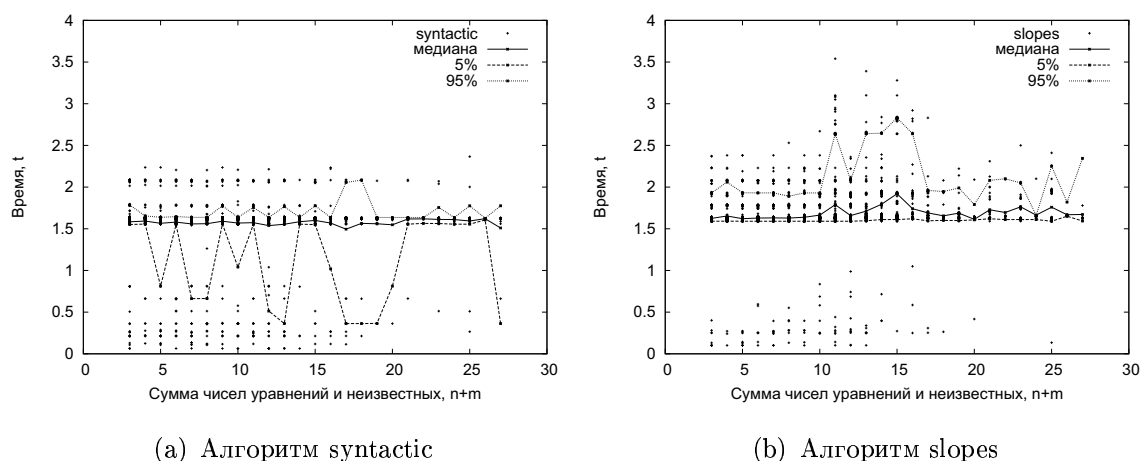 4
3.5
3
2.5
2
1.5
1
0.5
0
Время, t
0 5 10 15 20 25 30
Сумма чисел уравнений и неизвестных, n+m
syntactic
медиана
5%
95%
(a) Алгоритм syntactic
4
3.5
3
2.5
2
1.5
1
0.5
0
Время, t
0 5 10 15 20 25 30
Сумма чисел уравнений и неизвестных, n+m
slopes
медиана
5%
95%
(b) Алгоритм slopes